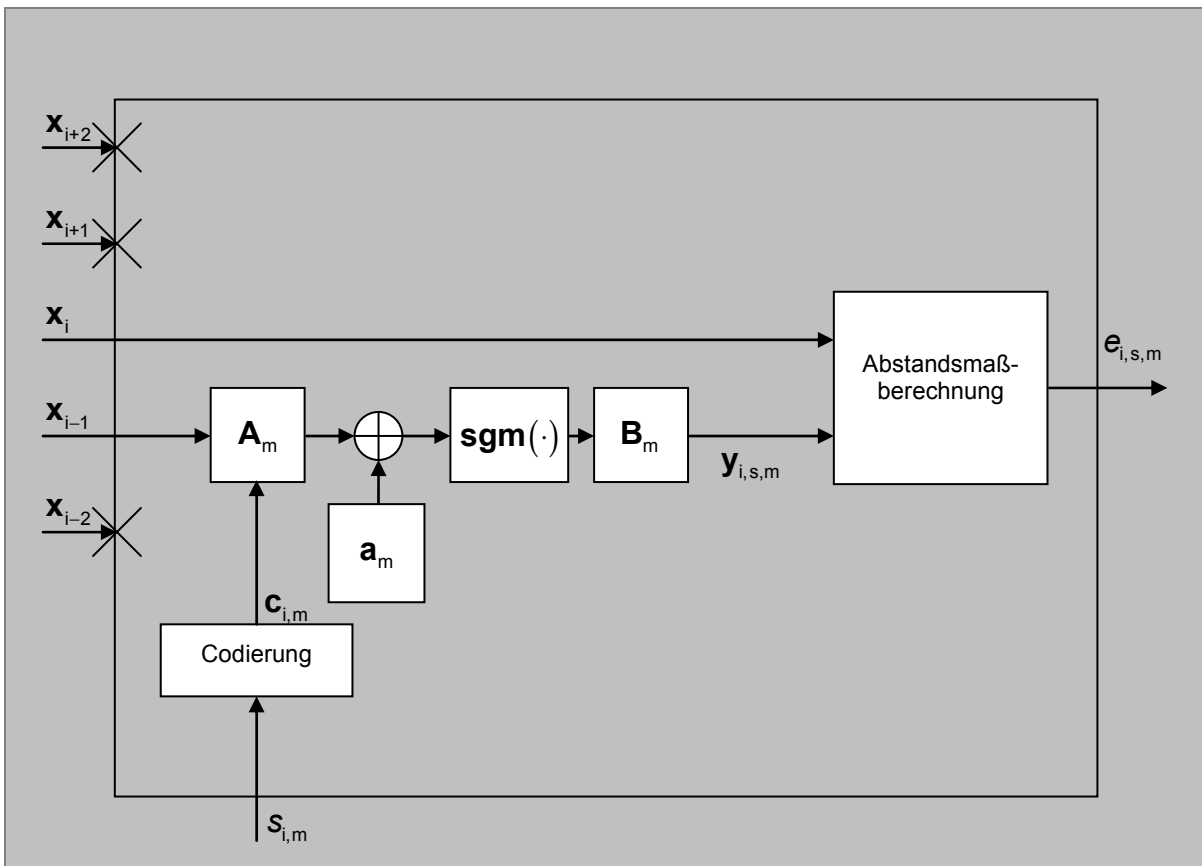 x_{i+2}
x_{i+1}
x_i
x_{i−1}
x_{i−2}
A_m
a_m
sgm(·)
B_m
y_{i,s,m}
Abstandsmaß-
berechnung
e_{i,s,m}
c_{i,m}
Codierung
s_{i,m}